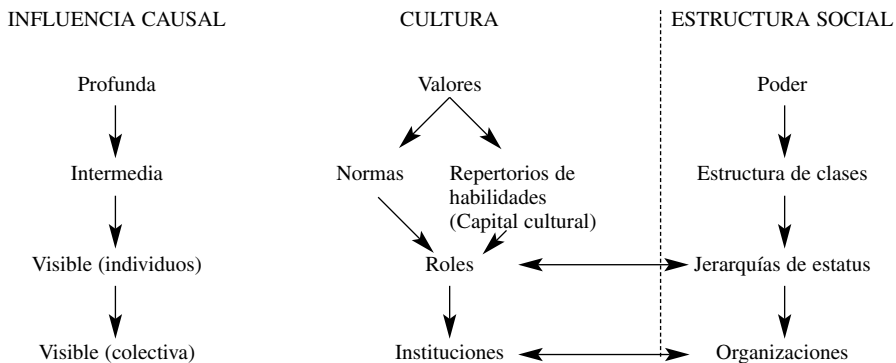 INFLUENCIA CAUSAL
CULTURA
ESTRUCTURA SOCIAL
Profunda
Valores
Poder
Intermedia
Normas
Repertorios de
habilidades
(Capital cultural)
Estructura de clases
Visible (individuos)
Roles
Jerarquías de estatus
Visible (colectiva)
Instituciones
Organizaciones